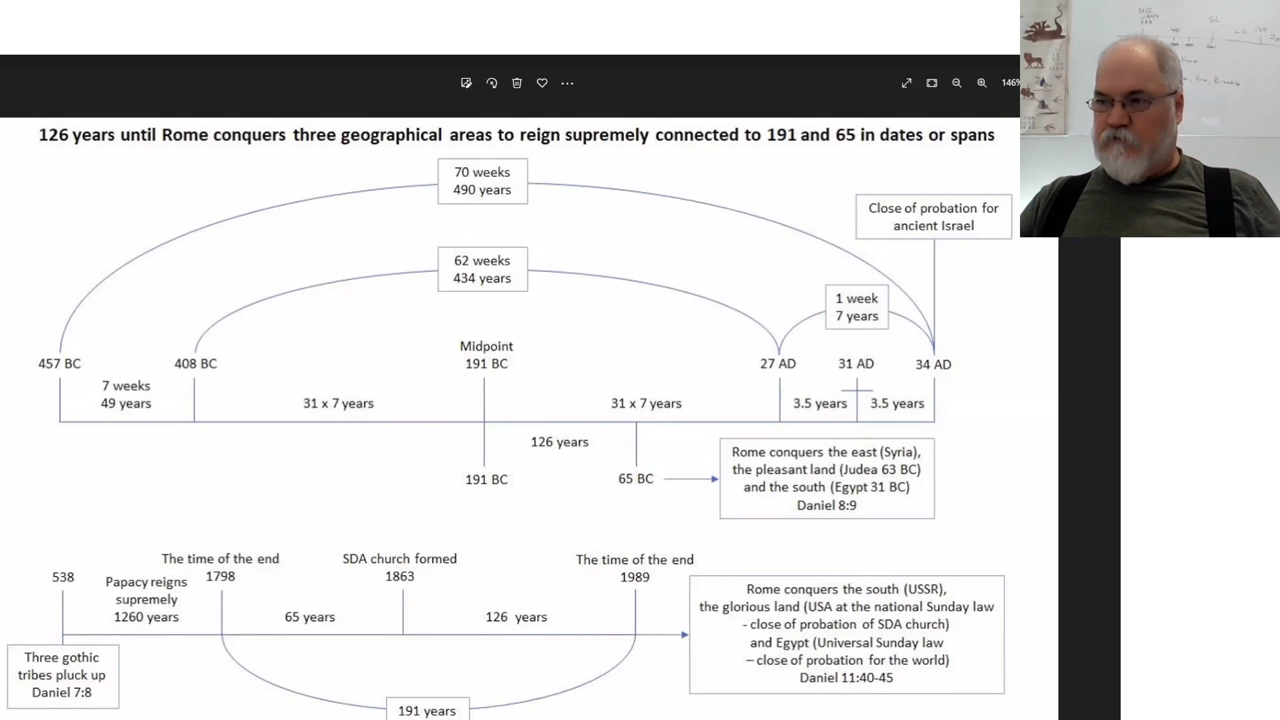 146%
126 years until Rome conquers three geographical areas to reign supremely connected to 191 and 65 in dates or spans
70 weeks
490 years
Close of probation for
ancient Israel
62 weeks
434 years
1 week
7 years
Midpoint
457 BC
408 BC
191 BC
27 AD
31 AD
34 AD
7 weeks
49 years
31 x 7 years
31 x 7 years
3.5 years
3.5 years
126 years
191 BC
65 BC
Rome conquers the east (Syria),
the pleasant land (Judea 63 BC)
and the south (Egypt 31 BC)
Daniel 8:9
The time of the end
SDA church formed
The time of the end
538
1798
1863
1989
Papacy reigns
supremely
1260 years
65 years
126 years
Rome conquers the south (USSR),
the glorious land (USA at the national Sunday law
- close of probation of SDA church)
and Egypt (Universal Sunday law
– close of probation for the world)
Daniel 11:40-45
Three gothic
tribes pluck up
Daniel 7:8
191 years